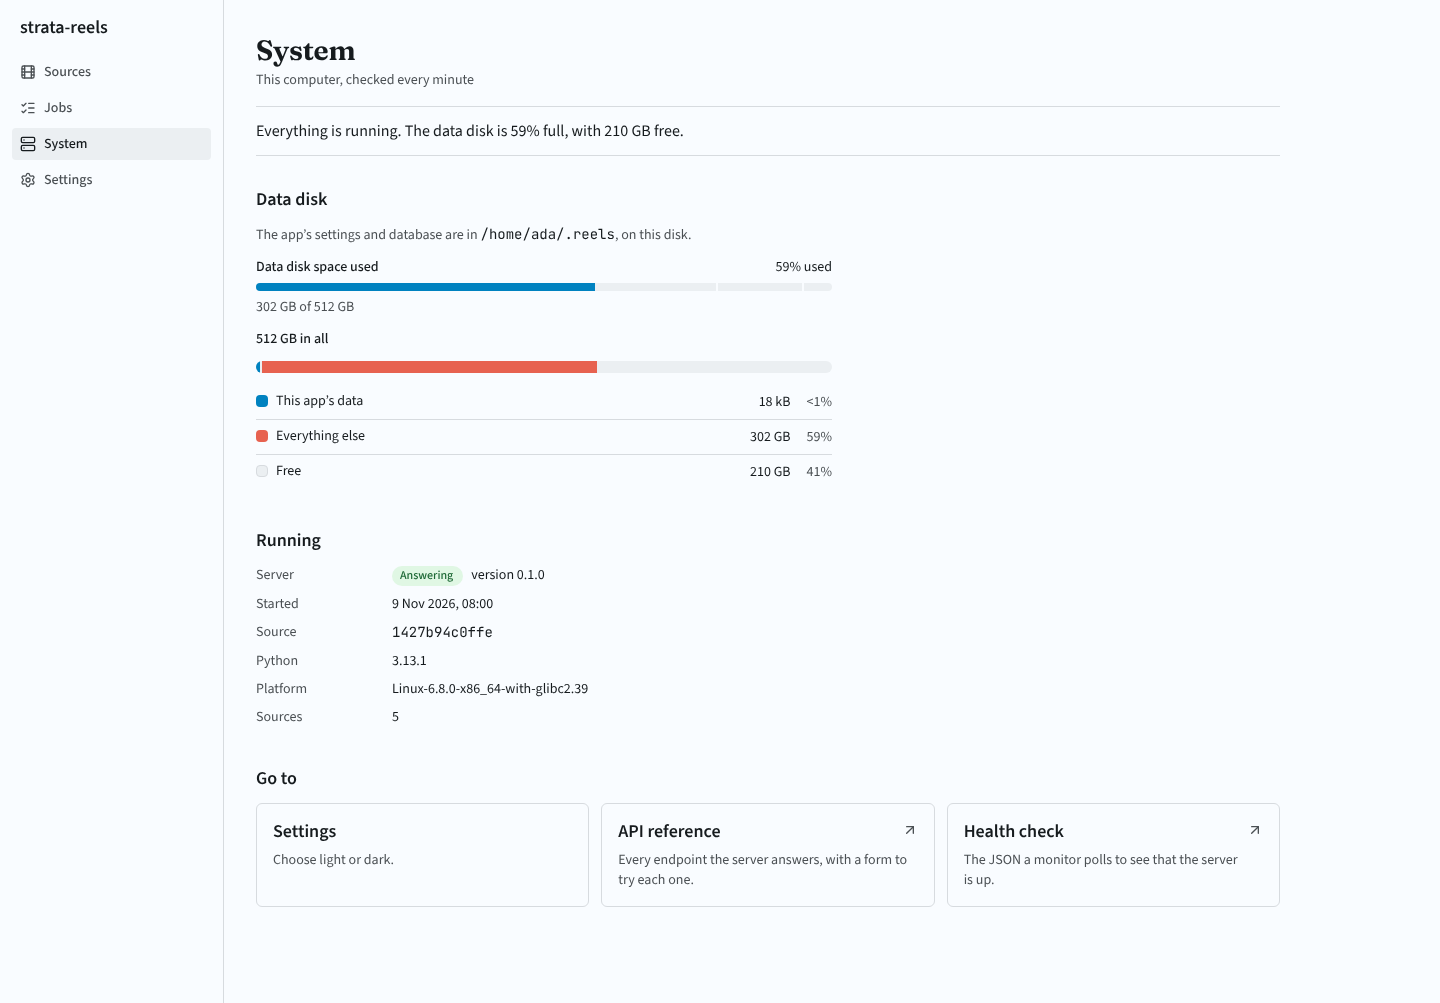 strata-reels
Sources
Jobs
System
Settings
System
This computer, checked every minute
Everything is running. The data disk is 59% full, with 210 GB free.
Data disk
The app’s settings and database are in /home/ada/.reels, on this disk.
Data disk space used 59% used
302 GB of 512 GB
512 GB in all
This app’s data 18 kB <1%
Everything else 302 GB 59%
Free 210 GB 41%
Running
Server Answering version 0.1.0
Started 9 Nov 2026, 08:00
Source 1427b94c0ffe
Python 3.13.1
Platform Linux-6.8.0-x86_64-with-glibc2.39
Sources 5
Go to
Settings
Choose light or dark.
API reference
Every endpoint the server answers, with a form to
try each one.
Health check
The JSON a monitor polls to see that the server
is up.